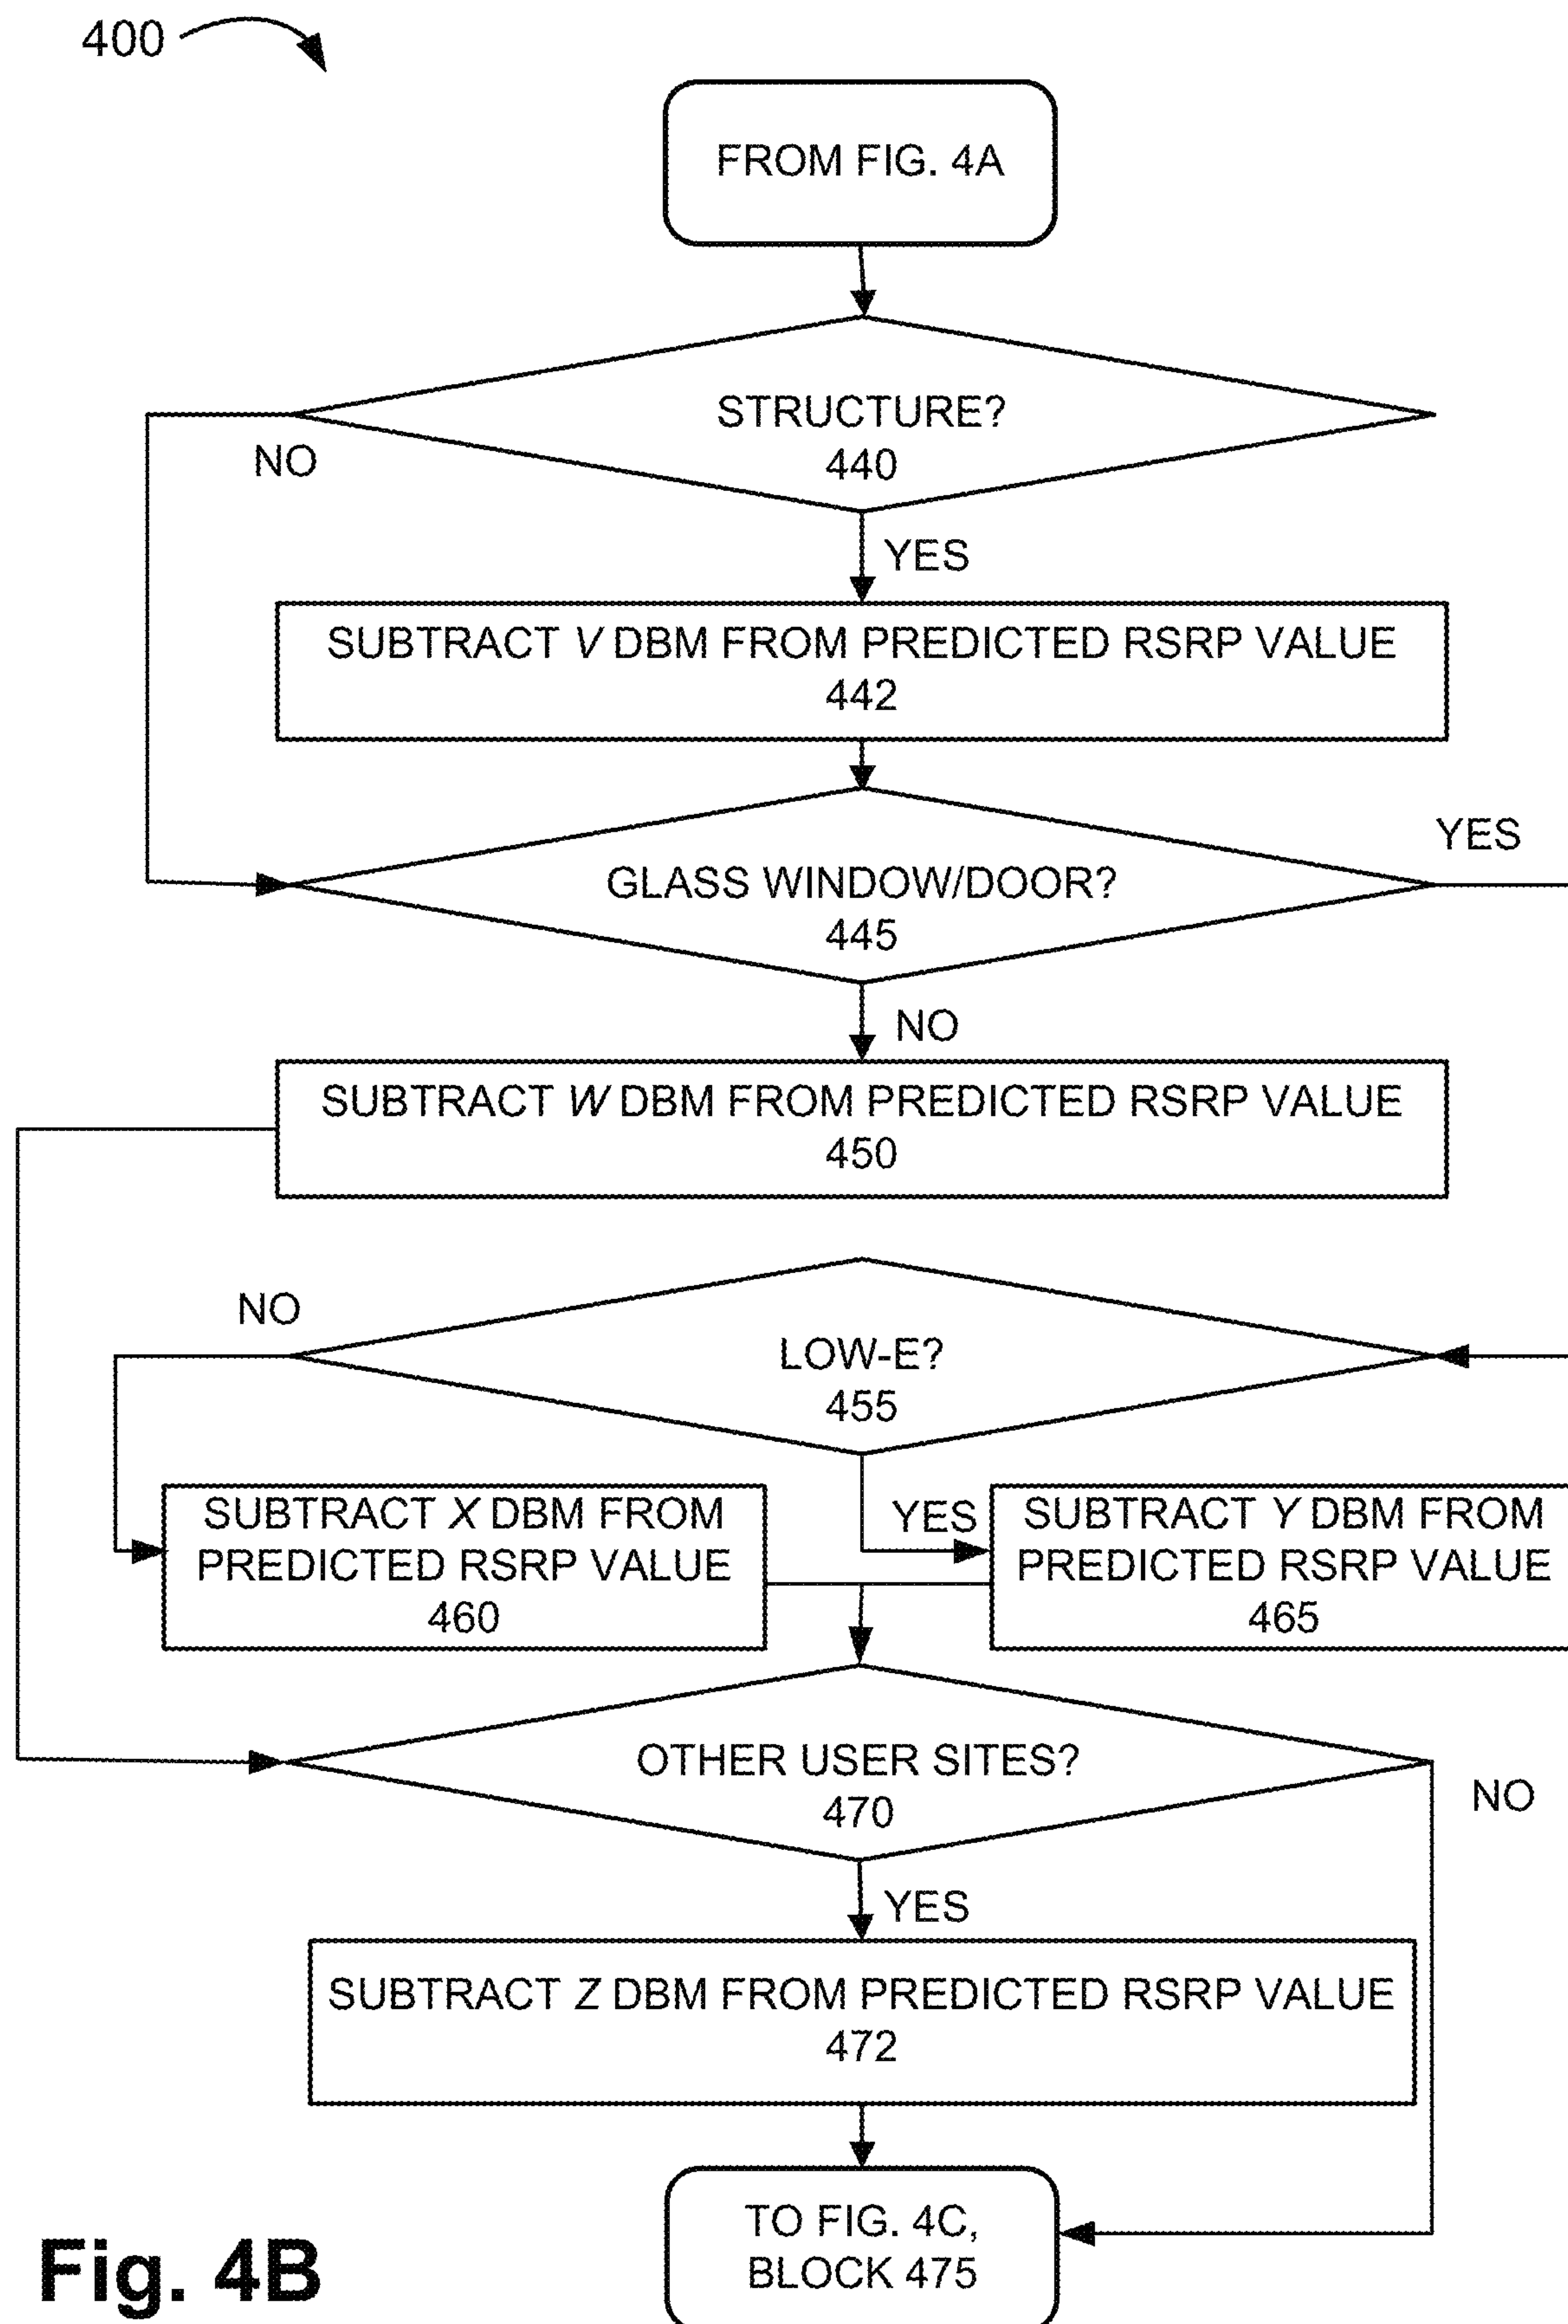 400
FROM FIG. 4A
STRUCTURE?
440
NO
YES
SUBTRACT V DBM FROM PREDICTED RSRP VALUE
442
YES
GLASS WINDOW/DOOR?
445
NO
SUBTRACT W DBM FROM PREDICTED RSRP VALUE
450
NO
LOW-E?
455
SUBTRACT X DBM FROM
PREDICTED RSRP VALUE
460
YES
SUBTRACT Y DBM FROM
PREDICTED RSRP VALUE
465
OTHER USER SITES?
470
NO
YES
SUBTRACT Z DBM FROM PREDICTED RSRP VALUE
472
TO FIG. 4C,
BLOCK 475
Fig. 4B